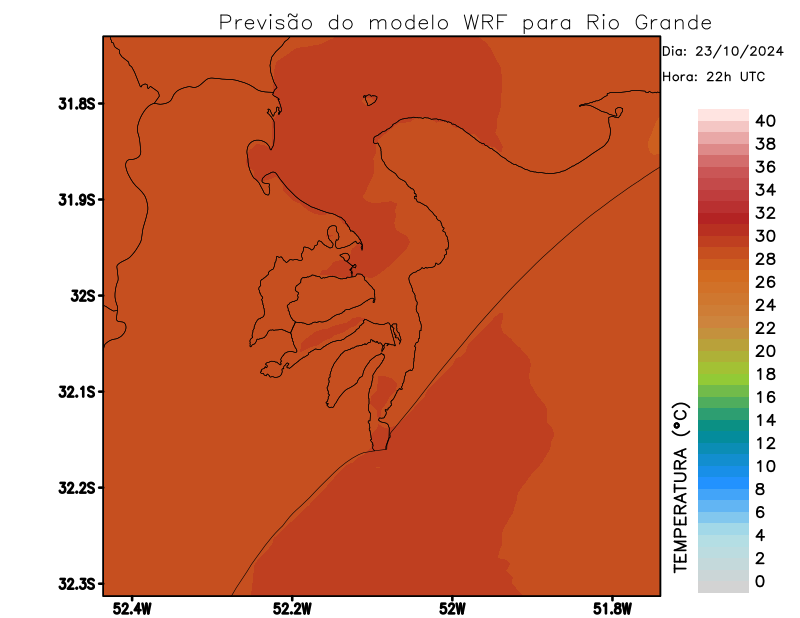 Previsão do modelo WRF para Rio Grande
Dia: 23/10/2024
Hora: 22h UTC
31.8S
31.9S
32S
32.1S
32.2S
32.3S
52.4W
52.2W
52W
51.8W
TEMPERATURA (°C)
40
38
36
34
32
30
28
26
24
22
20
18
16
14
12
10
8
6
4
2
0